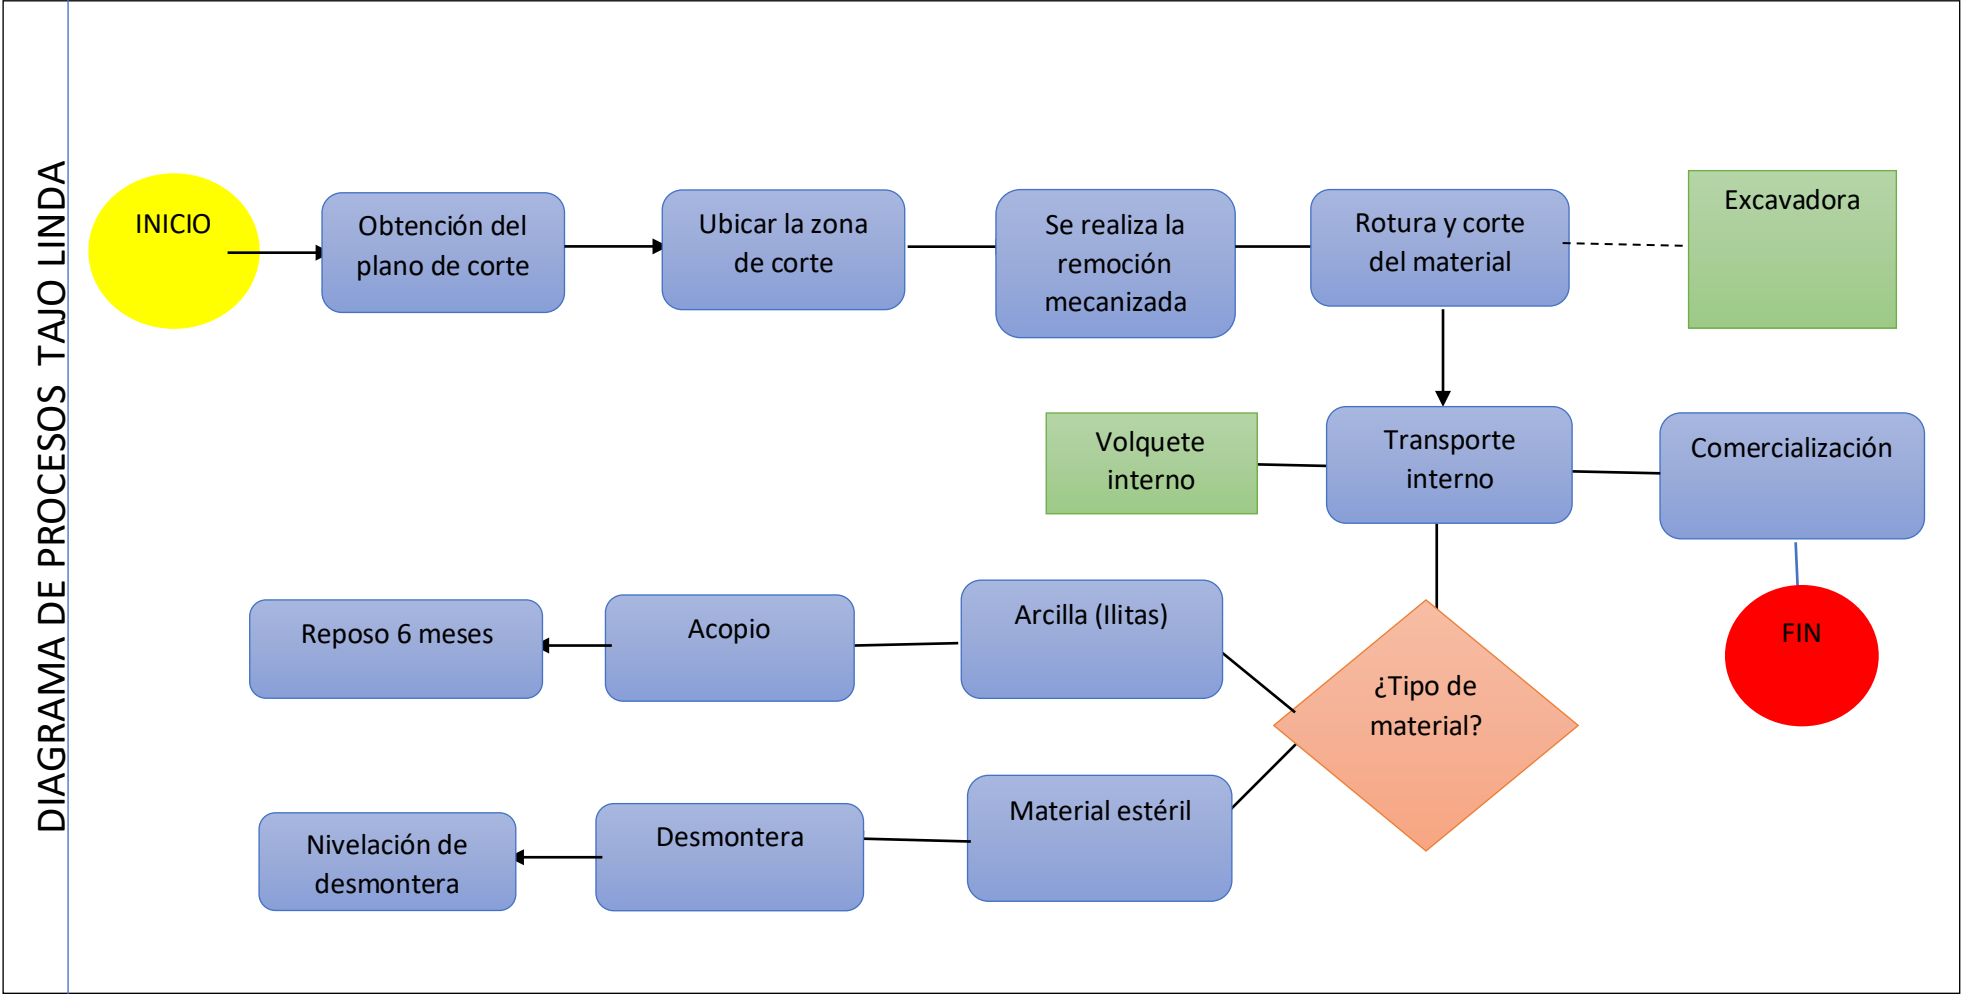 DIAGRAMA DE PROCESOS  TAJO LINDA
INICIO
Obtención del
plano de corte
Ubicar la zona
de corte
Se realiza la
remoción
mecanizada
Rotura y corte
del material
Excavadora
Volquete
interno
Transporte
interno
Comercialización
Reposo 6 meses
Acopio
Arcilla (Ilitas)
¿Tipo de
material?
FIN
Nivelación de
desmontera
Desmontera
Material estéril